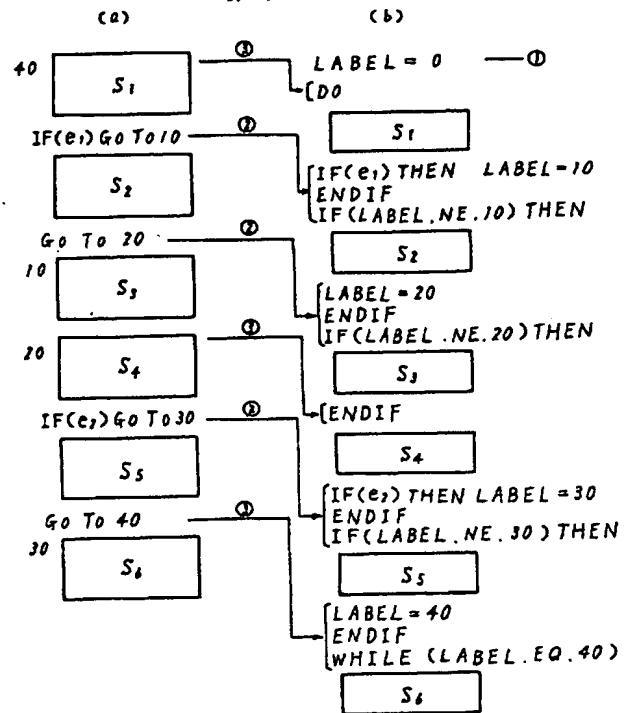 (a)
40
S₁
③
IF(e₁) GO TO 10
②
S₂
Go To 20
②
10
S₃
③
20
S₄
IF(e₂) GO TO 30
②
S₅
Go To 40
③
30
S₆
(b)
LABEL = 0 ①
DO
S₁
IF(e₁) THEN LABEL=10
ENDIF
IF(LABEL.NE.10) THEN
S₂
LABEL=20
ENDIF
IF(LABEL.NE.20) THEN
S₃
ENDIF
S₄
IF(e₂) THEN LABEL=30
ENDIF
IF(LABEL.NE.30) THEN
S₅
LABEL=40
ENDIF
WHILE (LABEL.EQ.40)
S₆